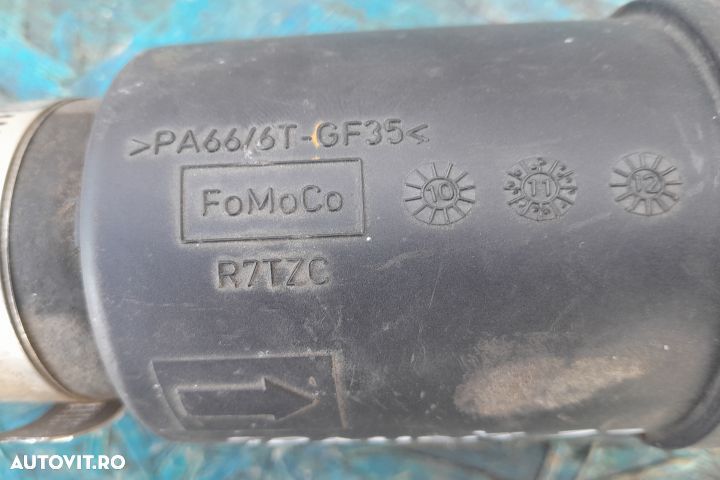 >PA66/6T-GF35<
FoMoCo
10 11 12
R7TZC
AUTOVIT.RO